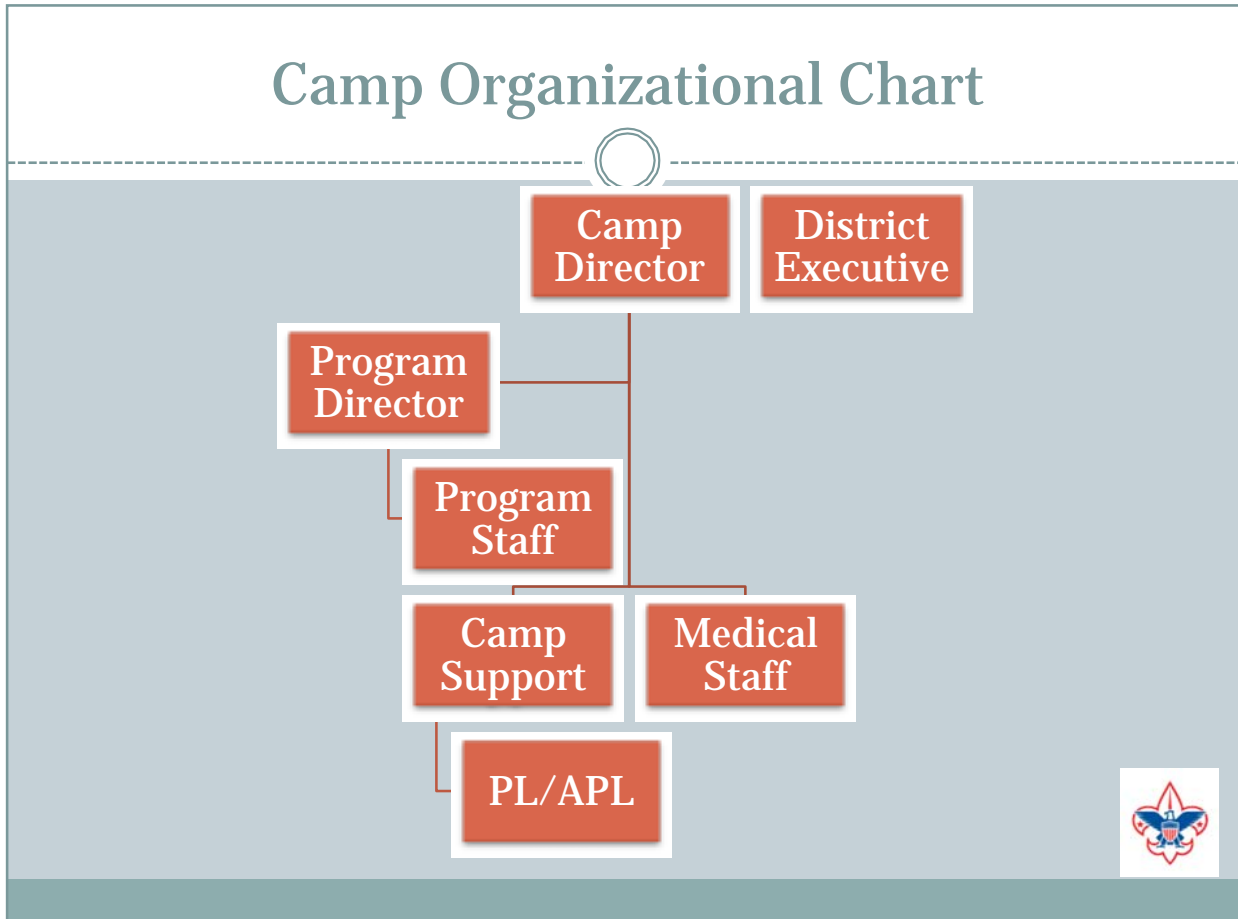 Camp Organizational Chart
Camp
Director
District
Executive
Program
Director
Program
Staff
Camp
Support
Medical
Staff
PL/APL